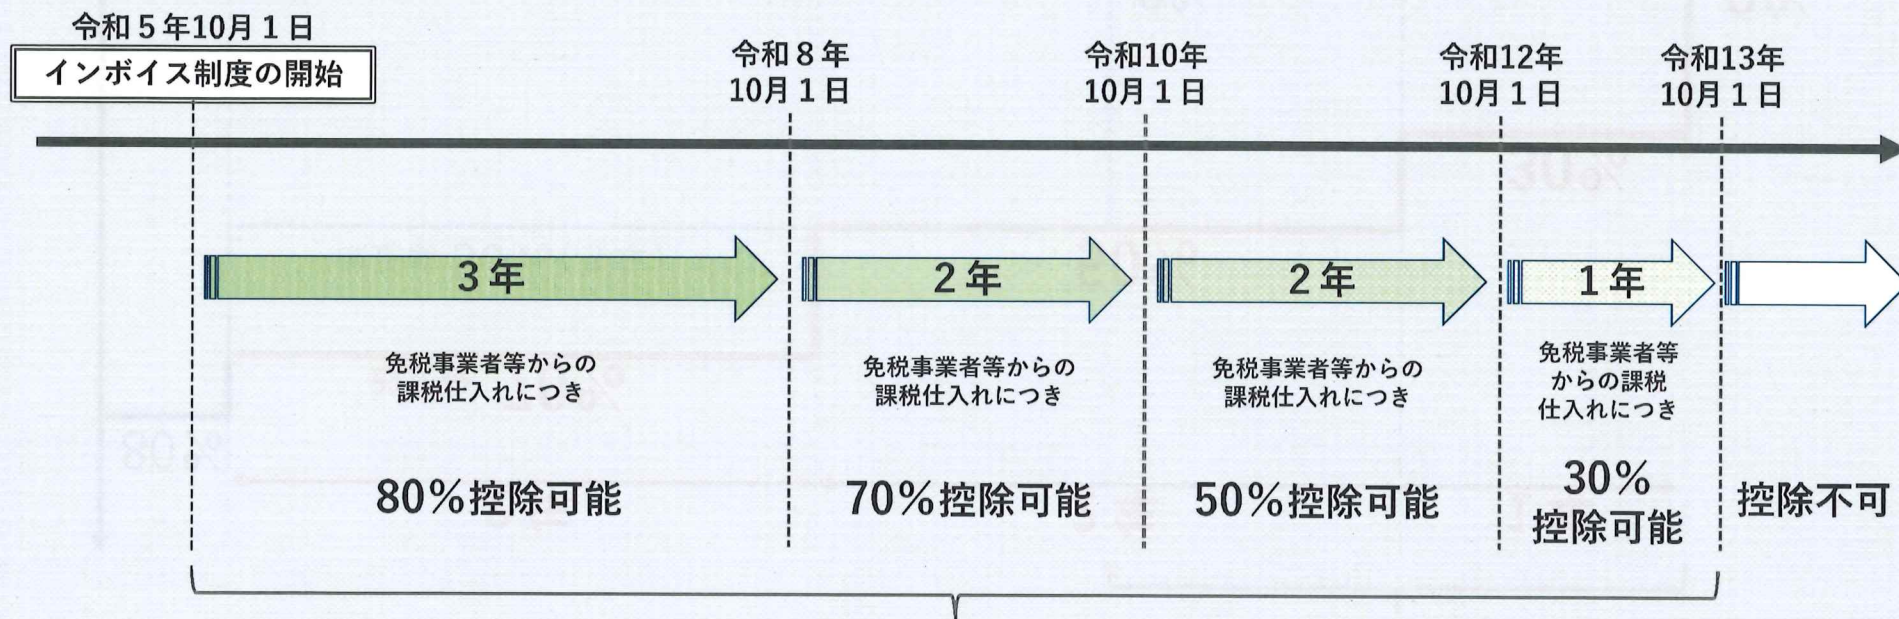 令和５年10月１日
インボイス制度の開始
令和８年
10月１日
令和10年
10月１日
令和12年
10月１日
令和13年
10月１日
３年
２年
２年
１年
免税事業者等からの
課税仕入れにつき
免税事業者等からの
課税仕入れにつき
免税事業者等からの
課税仕入れにつき
免税事業者等
からの課税
仕入れにつき
80%控除可能
70%控除可能
50%控除可能
30%
控除可能
控除不可